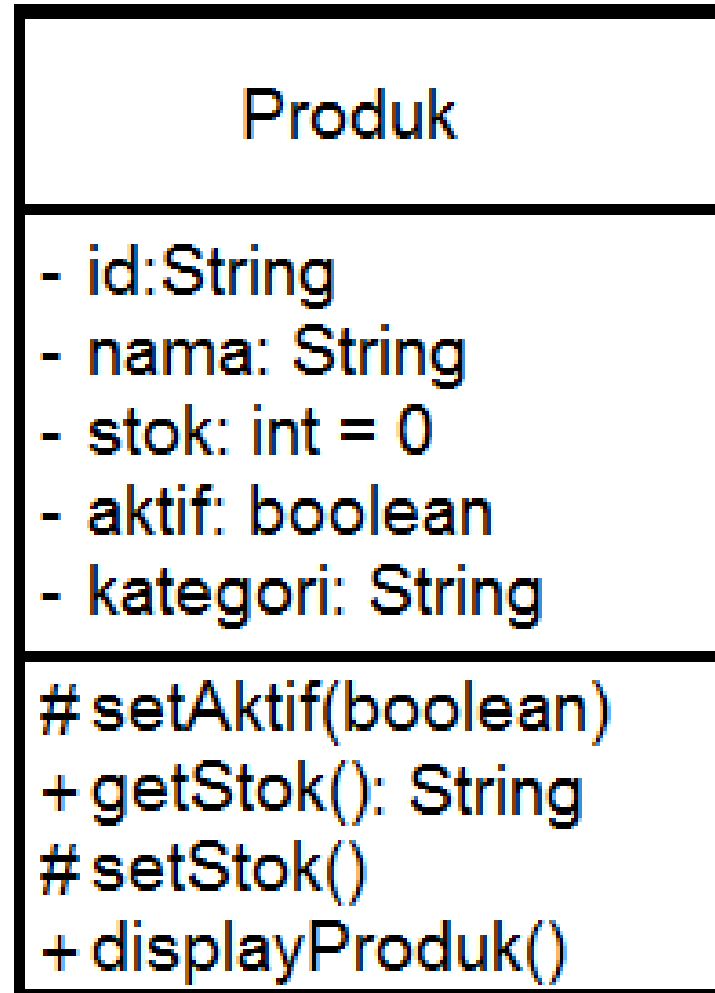 Produk
- id:String
- nama: String
- stok: int = 0
- aktif: boolean
- kategori: String
# setAktif(boolean)
+ getStok(): String
# setStok()
+ displayProduk()